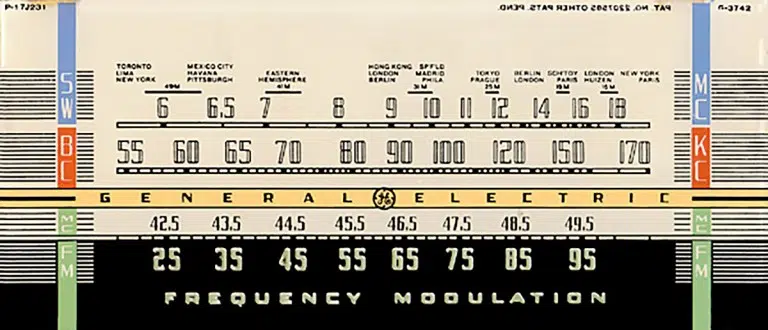 P-17J231 PAT. NO. 2207262 OTHER PATS. PEND. G-3742
TORONTO MEXICO CITY HONG KONG SPF'LD
LIMA HAVANA EASTERN LONDON MADRID TOKYO BERLIN SCH'TDY LONDON NEW YORK
NEW YORK PITTSBURGH HEMISPHERE BERLIN PHILA PRAGUE LONDON PARIS HUIZEN PARIS
49M 41M 31M 25M 19M 16M
SW 6 6.5 7 8 9 10 11 12 14 16 18 MC
BC 55 60 65 70 80 90 100 120 150 170 KC
GENERAL GE ELECTRIC
MC 42.5 43.5 44.5 45.5 46.5 47.5 48.5 49.5 MC
FM 25 35 45 55 65 75 85 95 FM
FREQUENCY MODULATION